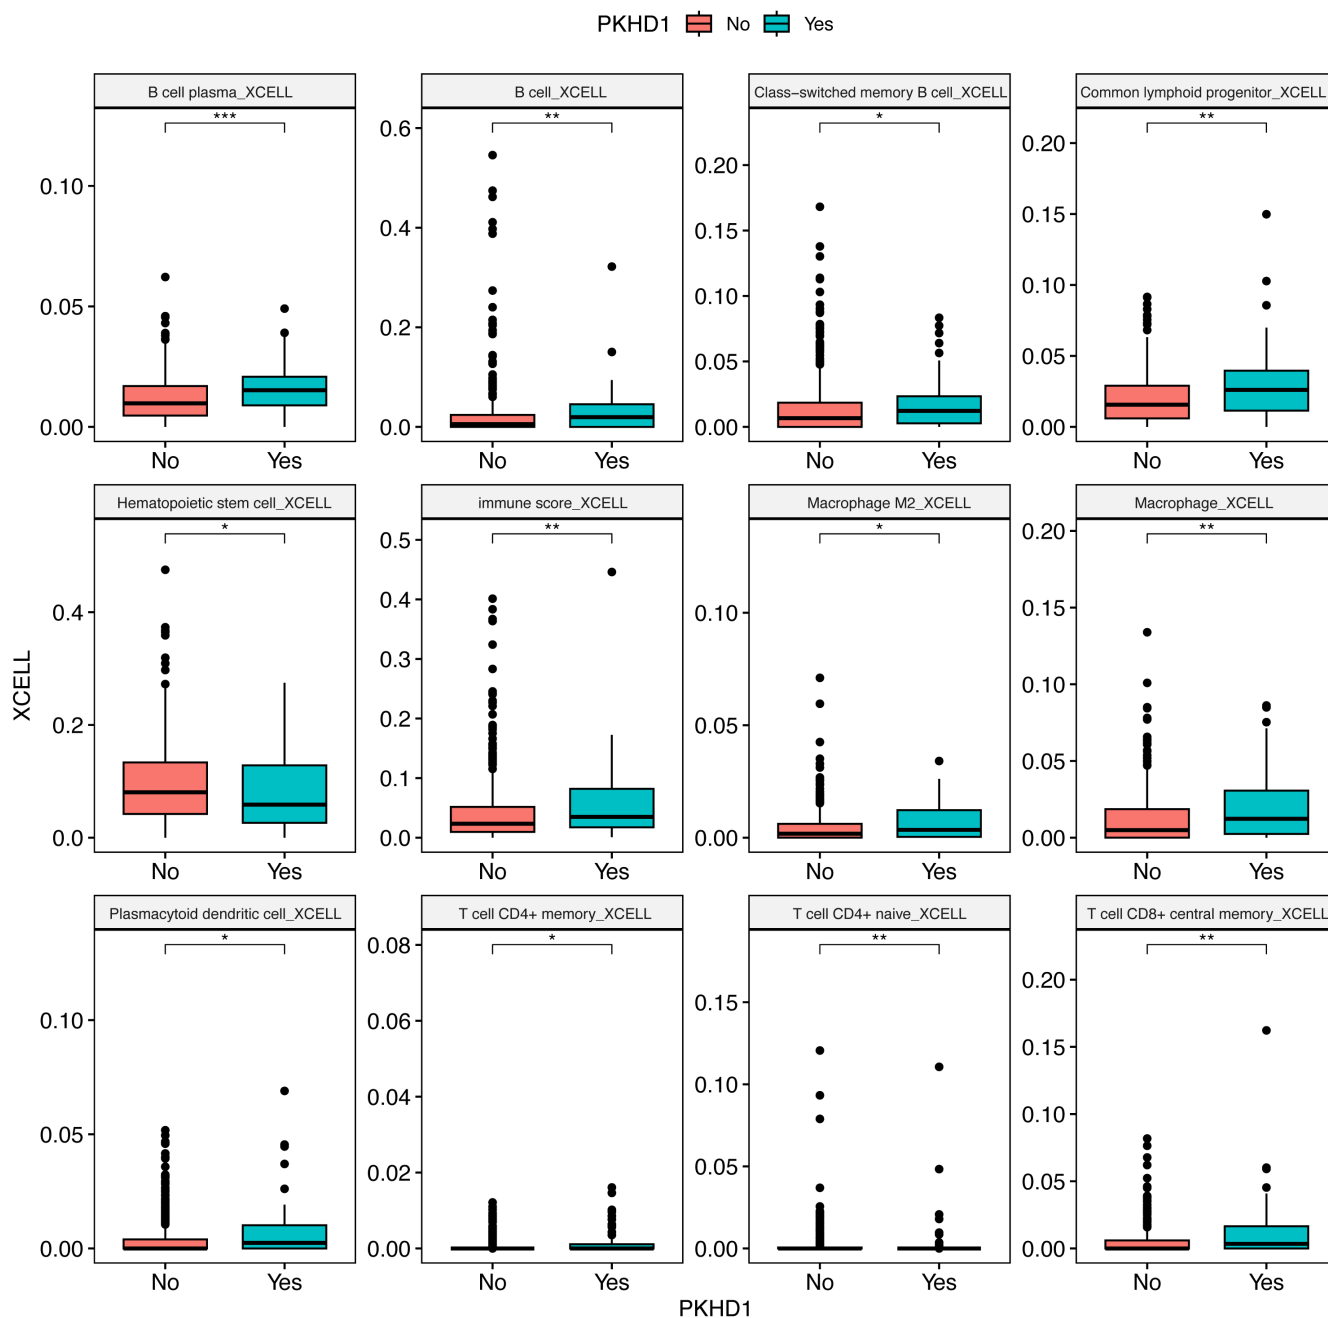 PKHD1 No Yes
B cell plasma_XCELL
***
0.10
0.05
0.00
No Yes
B cell_XCELL
**
0.6
0.4
0.2
0.0
No Yes
Class−switched memory B cell_XCELL
*
0.20
0.15
0.10
0.05
0.00
No Yes
Common lymphoid progenitor_XCELL
**
0.20
0.15
0.10
0.05
0.00
No Yes
XCELL
Hematopoietic stem cell_XCELL
*
0.4
0.2
0.0
No Yes
immune score_XCELL
**
0.5
0.4
0.3
0.2
0.1
0.0
No Yes
Macrophage M2_XCELL
*
0.10
0.05
0.00
No Yes
Macrophage_XCELL
**
0.20
0.15
0.10
0.05
0.00
No Yes
Plasmacytoid dendritic cell_XCELL
*
0.10
0.05
0.00
No Yes
T cell CD4+ memory_XCELL
*
0.08
0.06
0.04
0.02
0.00
No Yes
T cell CD4+ naive_XCELL
**
0.15
0.10
0.05
0.00
No Yes
T cell CD8+ central memory_XCELL
**
0.20
0.15
0.10
0.05
0.00
No Yes
PKHD1